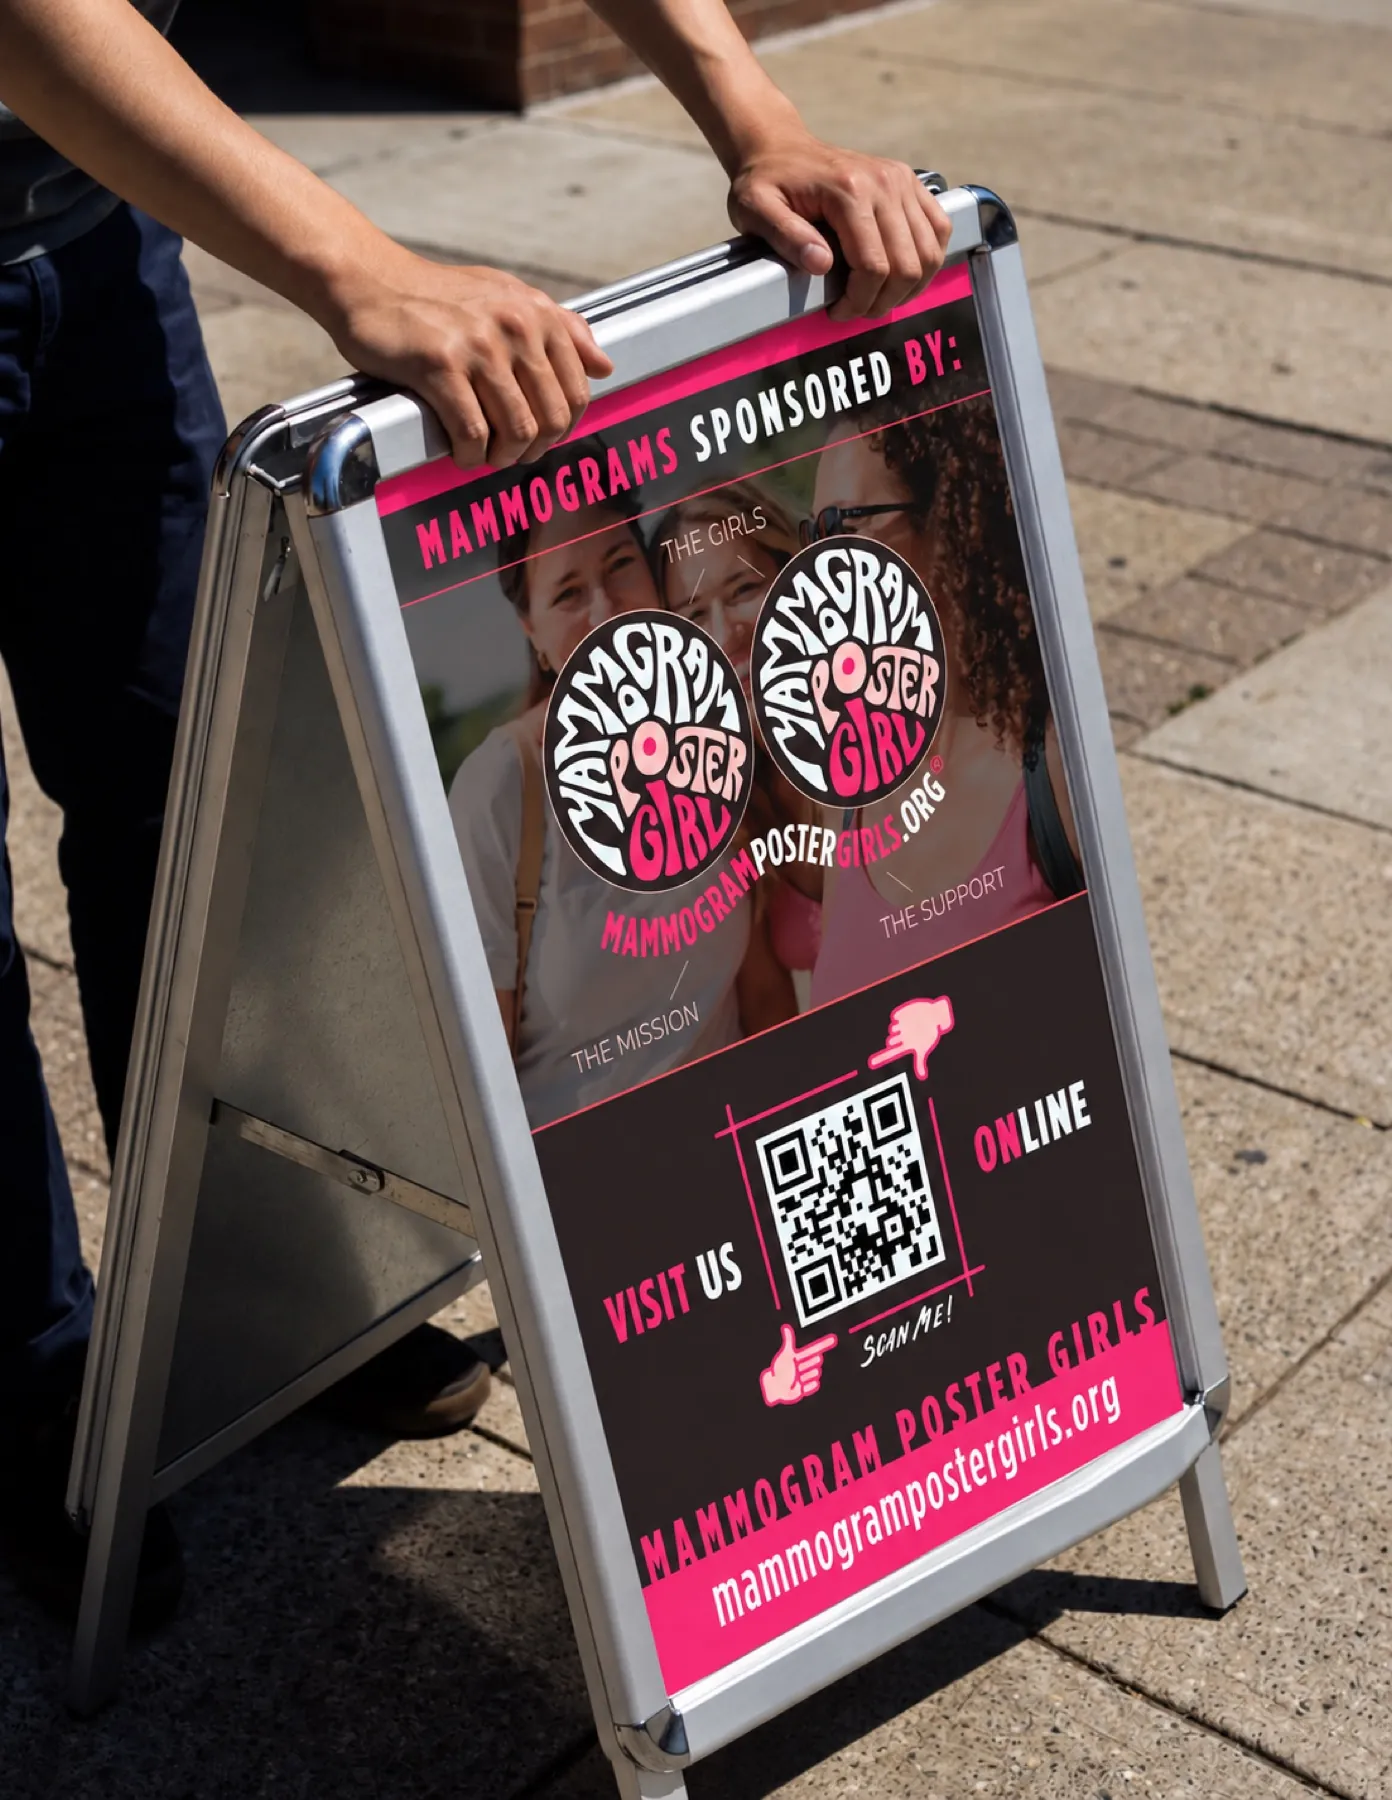 MAMMOGRAMS SPONSORED BY:
THE GIRLS
MAMMOGRAM
POSTER
GIRL
MAMMOGRAM
POSTER
GIRL
MAMMOGRAMPOSTERGIRLS.ORG®
THE SUPPORT
THE MISSION
VISIT US
ONLINE
SCAN ME!
MAMMOGRAM POSTER GIRLS
mammogrampostergirls.org